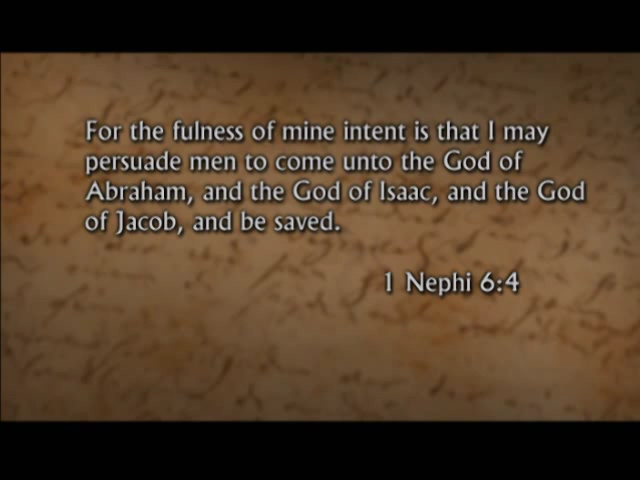 For the fulness of mine intent is that I may
persuade men to come unto the God of
Abraham, and the God of Isaac, and the God
of Jacob, and be saved.
1 Nephi 6:4